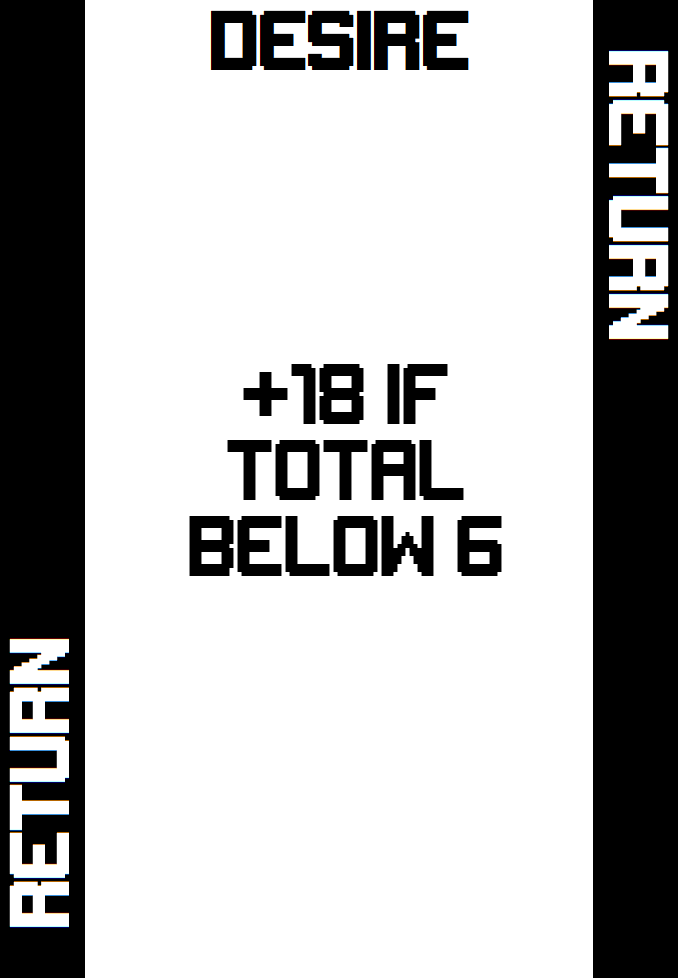 DESIRE
RETURN
+18 IF
TOTAL
BELOW 6
RETURN